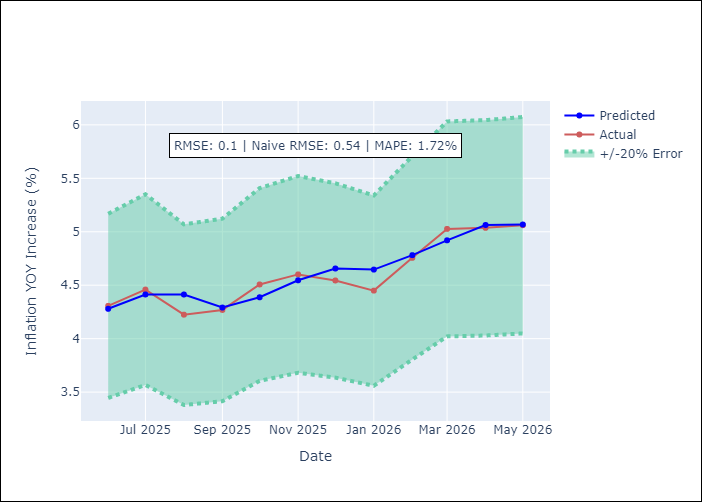 RMSE: 0.1 | Naive RMSE: 0.54 | MAPE: 1.72%
Predicted
Actual
+/-20% Error
6
5.5
5
4.5
4
3.5
Inflation YOY Increase (%)
Jul 2025
Sep 2025
Nov 2025
Jan 2026
Mar 2026
May 2026
Date